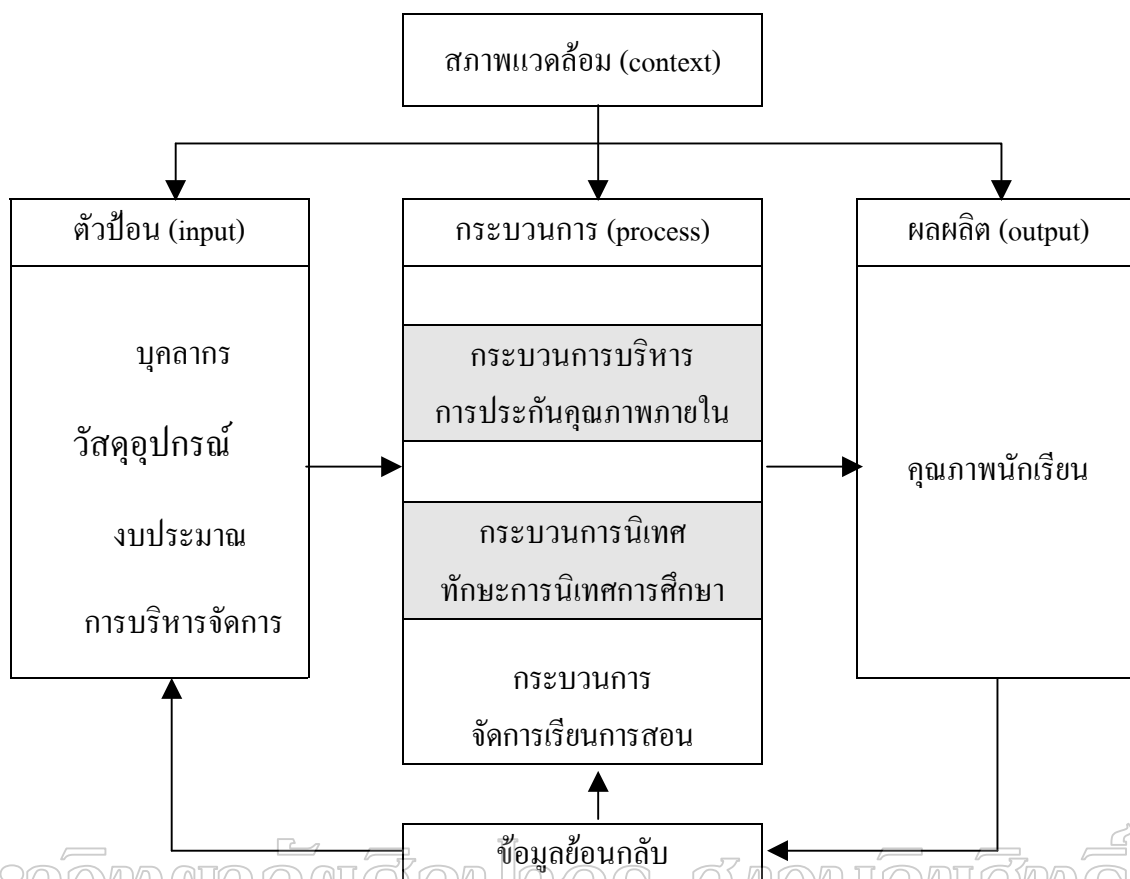 สภาพแวดล้อม (context)
ตัวป้อน (input)
บุคลากร
วัสดุอุปกรณ์
งบประมาณ
การบริหารจัดการ
กระบวนการ (process)
กระบวนการบริหาร
การประกันคุณภาพภายใน
กระบวนการนิเทศ
ทักษะการนิเทศการศึกษา
กระบวนการ
จัดการเรียนการสอน
ผลผลิต (output)
คุณภาพนักเรียน
ข้อมูลย้อนกลับ